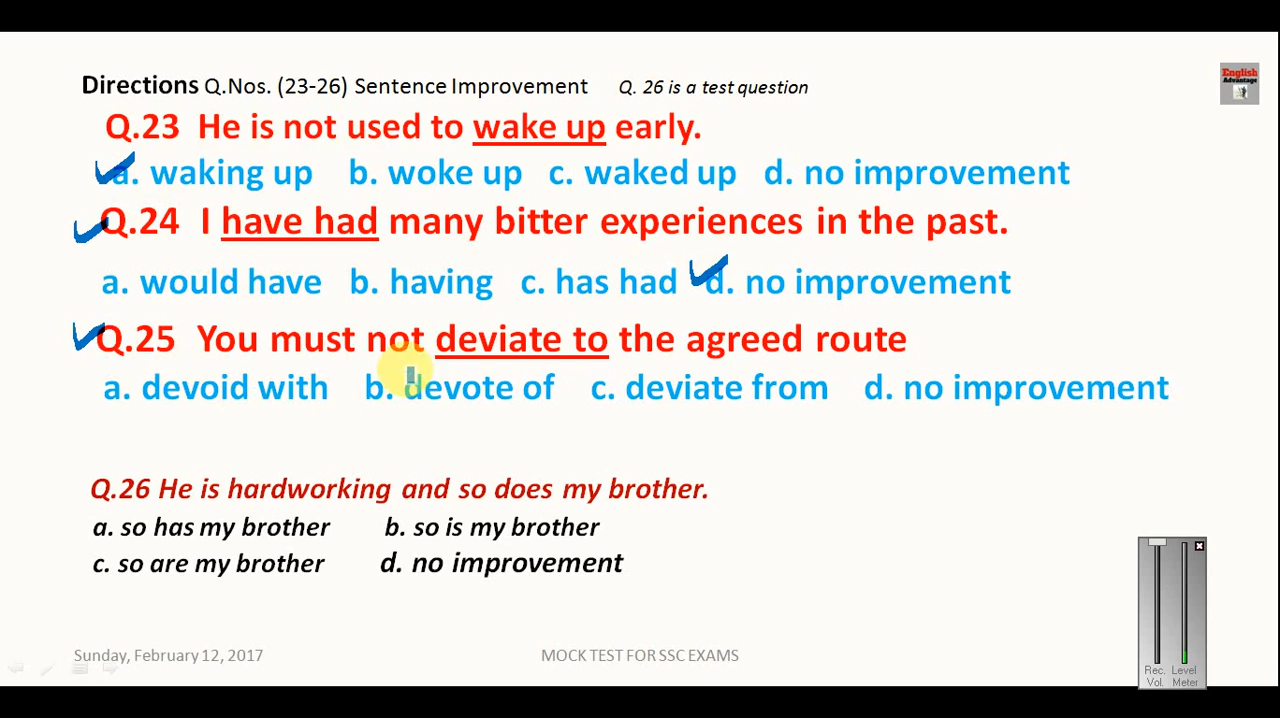 Directions Q.Nos. (23-26) Sentence Improvement Q. 26 is a test question
English
Advantage
Q.23 He is not used to wake up early.
a. waking up b. woke up c. waked up d. no improvement
Q.24 I have had many bitter experiences in the past.
a. would have b. having c. has had d. no improvement
Q.25 You must not deviate to the agreed route
a. devoid with b. devote of c. deviate from d. no improvement
Q.26 He is hardworking and so does my brother.
a. so has my brother b. so is my brother
c. so are my brother d. no improvement
Sunday, February 12, 2017 MOCK TEST FOR SSC EXAMS
Rec. Level
Vol. Meter